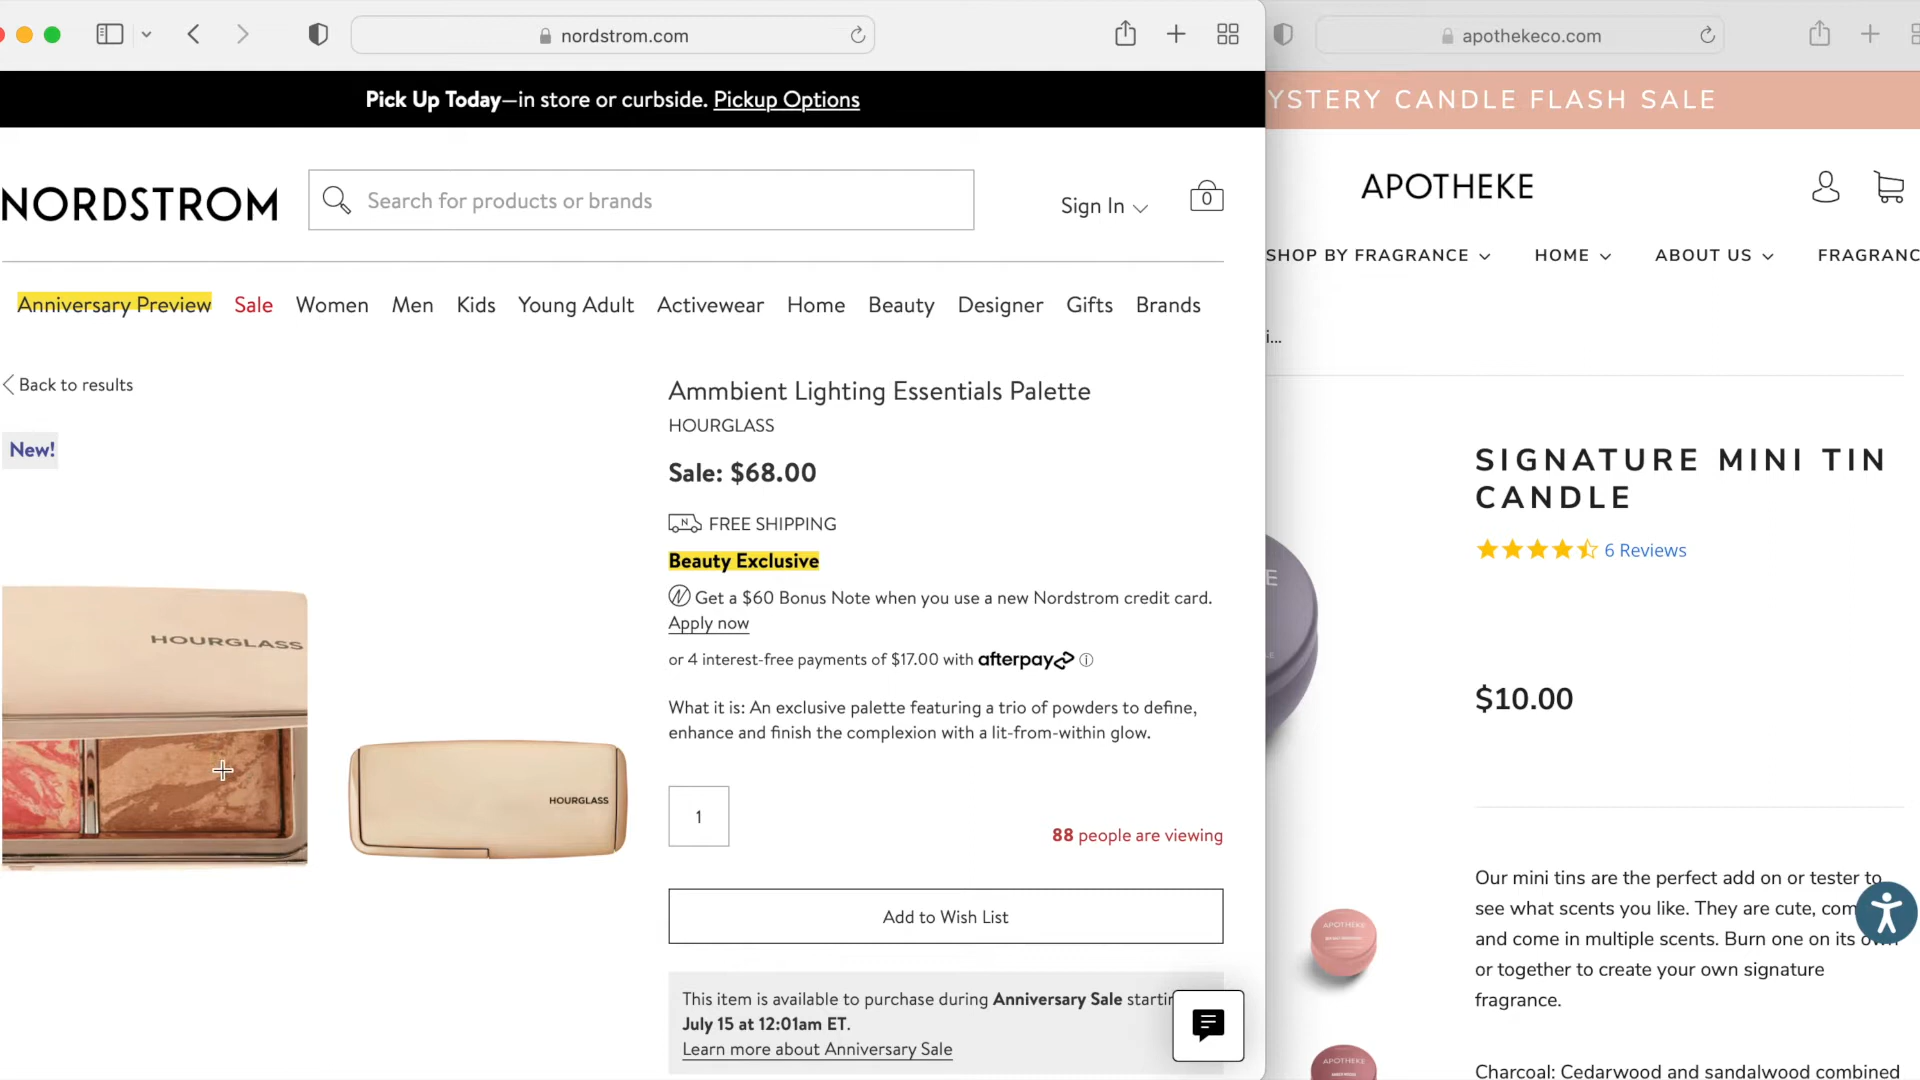 nordstrom.com
Pick Up Today—in store or curbside. Pickup Options
NORDSTROM
Search for products or brands
Sign In
0
Anniversary Preview Sale Women Men Kids Young Adult Activewear Home Beauty Designer Gifts Brands
Back to results
New!
HOURGLASS
HOURGLASS
Ammbient Lighting Essentials Palette
HOURGLASS
Sale: $68.00
N FREE SHIPPING
Beauty Exclusive
N Get a $60 Bonus Note when you use a new Nordstrom credit card.
Apply now
or 4 interest-free payments of $17.00 with afterpay
What it is: An exclusive palette featuring a trio of powders to define,
enhance and finish the complexion with a lit-from-within glow.
1
88 people are viewing
Add to Wish List
This item is available to purchase during Anniversary Sale startin
July 15 at 12:01am ET.
Learn more about Anniversary Sale
apothekeco.com
YSTERY CANDLE FLASH SALE
APOTHEKE
SHOP BY FRAGRANCE HOME ABOUT US FRAGRANC
i...
SIGNATURE MINI TIN
CANDLE
6 Reviews
$10.00
Our mini tins are the perfect add on or tester to
see what scents you like. They are cute, com
and come in multiple scents. Burn one on its own
or together to create your own signature
fragrance.
Charcoal: Cedarwood and sandalwood combined
APOTHEKE
APOTHEKE